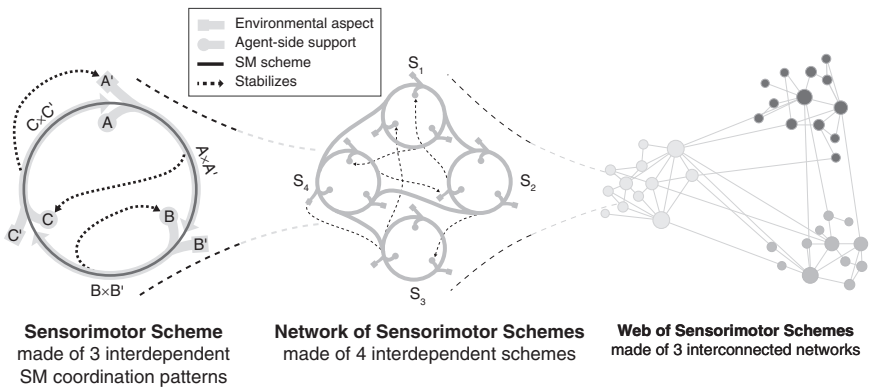 Environmental aspect
Agent-side support
SM scheme
Stabilizes
A'
A
C×C'
A×A'
C
B
C'
B'
B×B'
S1
S4
S2
S3
Sensorimotor Scheme
made of 3 interdependent
SM coordination patterns
Network of Sensorimotor Schemes
made of 4 interdependent schemes
Web of Sensorimotor Schemes
made of 3 interconnected networks